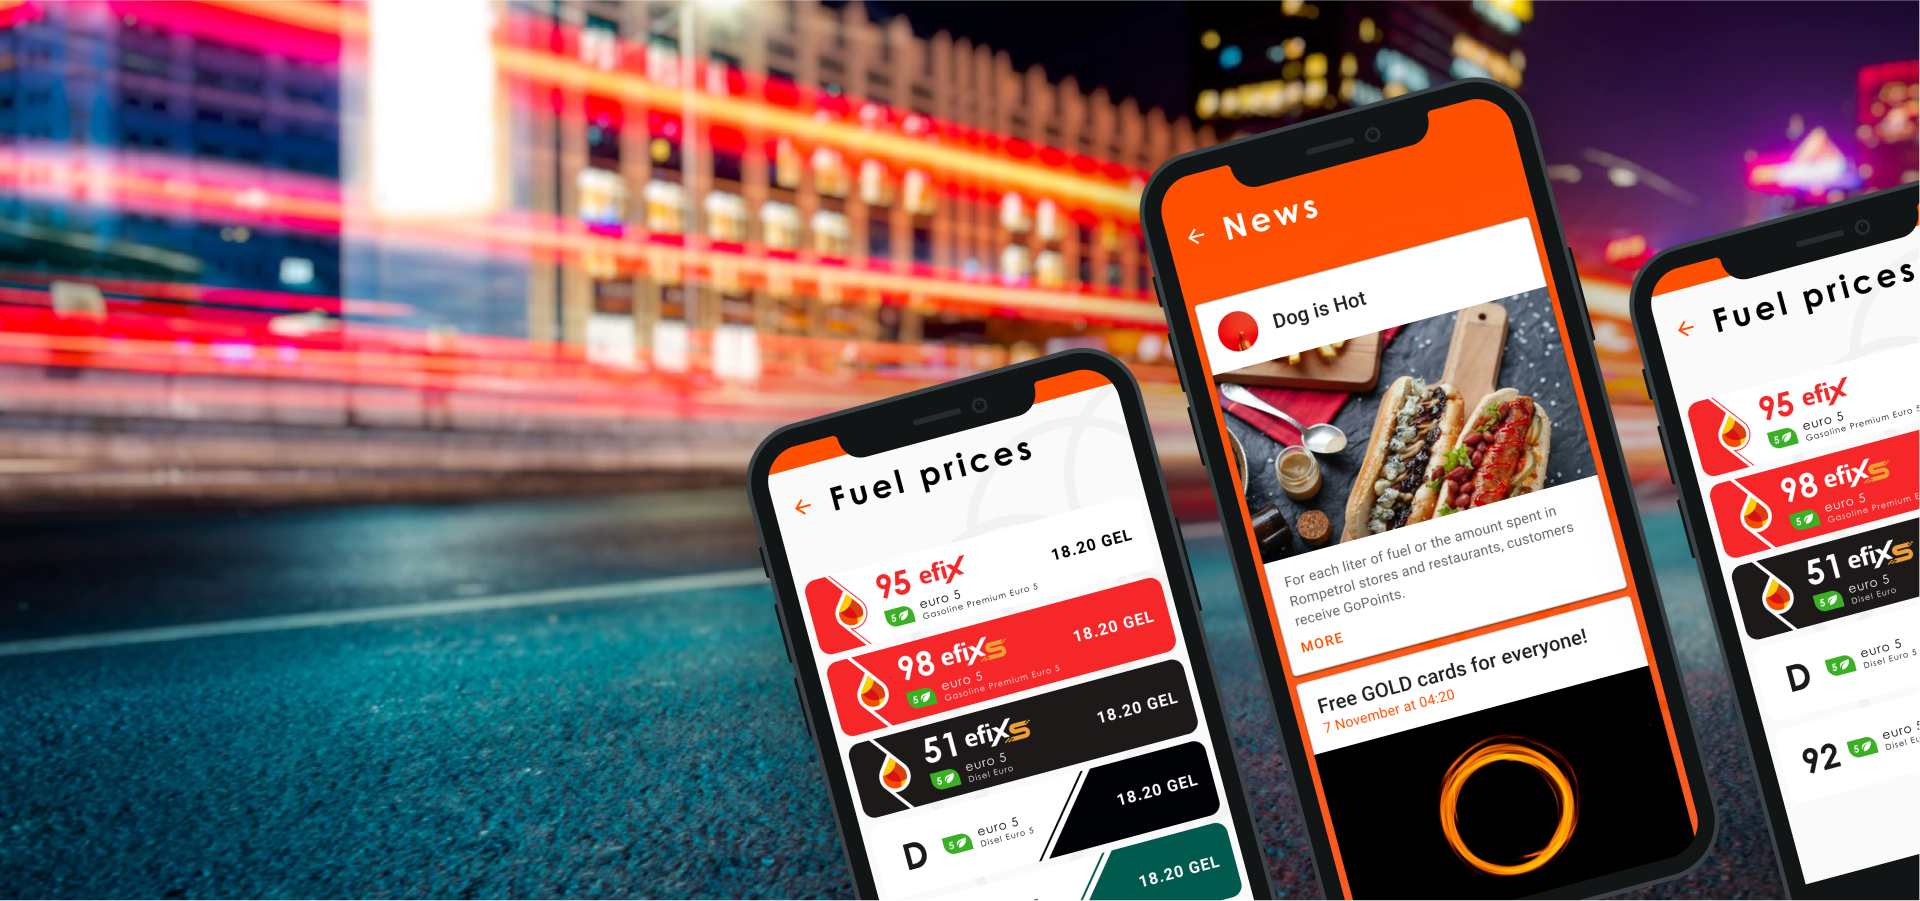 Fuel prices
95 efix
euro 5
5
Gasoline Premium Euro 5
18.20 GEL
98 efixs
euro 5
5
Gasoline Premium Euro 5
18.20 GEL
51 efixs
euro 5
5
Disel Euro
18.20 GEL
D
5
euro 5
Disel Euro 5
18.20 GEL
18.20 GEL
News
Dog is Hot
For each liter of fuel or the amount spent in
Rompetrol stores and restaurants, customers
receive GoPoints.
MORE
Free GOLD cards for everyone!
7 November at 04:20
Fuel prices
95 efix
euro 5
5
Gasoline Premium Euro 5
98 efixs
euro 5
5
Gasoline Premium E
51 efixs
euro 5
5
Disel Euro
D
5
euro 5
Disel Euro 5
92
5
euro 5
Disel Eu